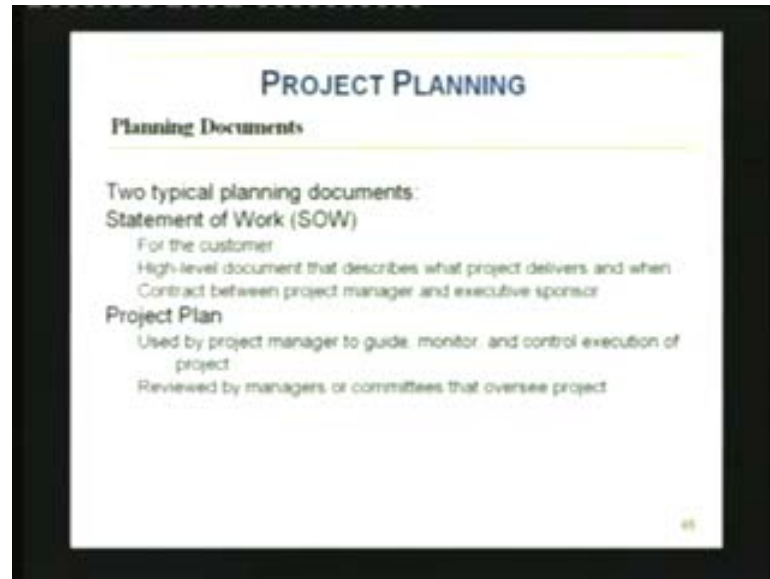 PROJECT PLANNING
Planning Documents
Two typical planning documents:
Statement of Work (SOW)
For the customer
High-level document that describes what project delivers and when
Contract between project manager and executive sponsor
Project Plan
Used by project manager to guide, monitor, and control execution of
project
Reviewed by managers or committees that oversee project